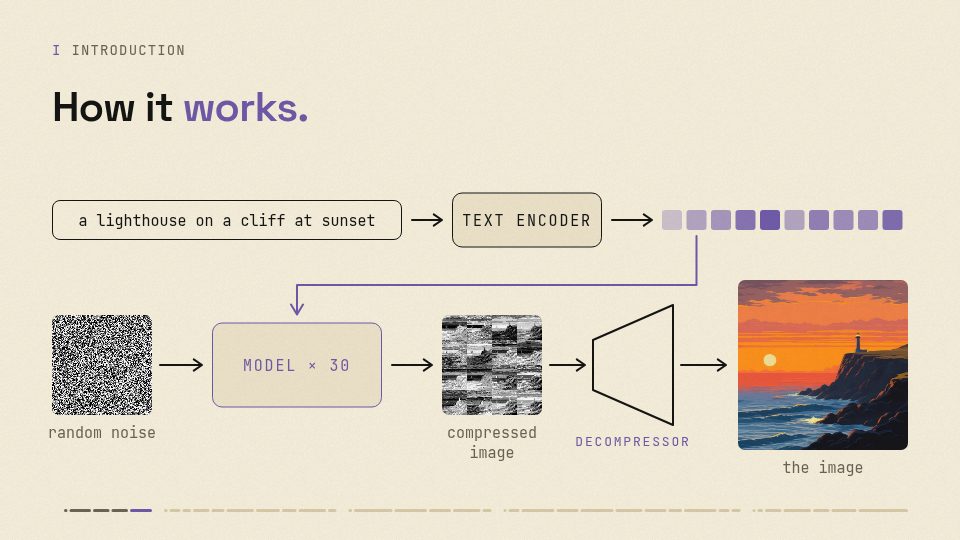 I INTRODUCTION
How it works.
a lighthouse on a cliff at sunset
TEXT ENCODER
MODEL × 30
random noise
compressed
image
DECOMPRESSOR
the image